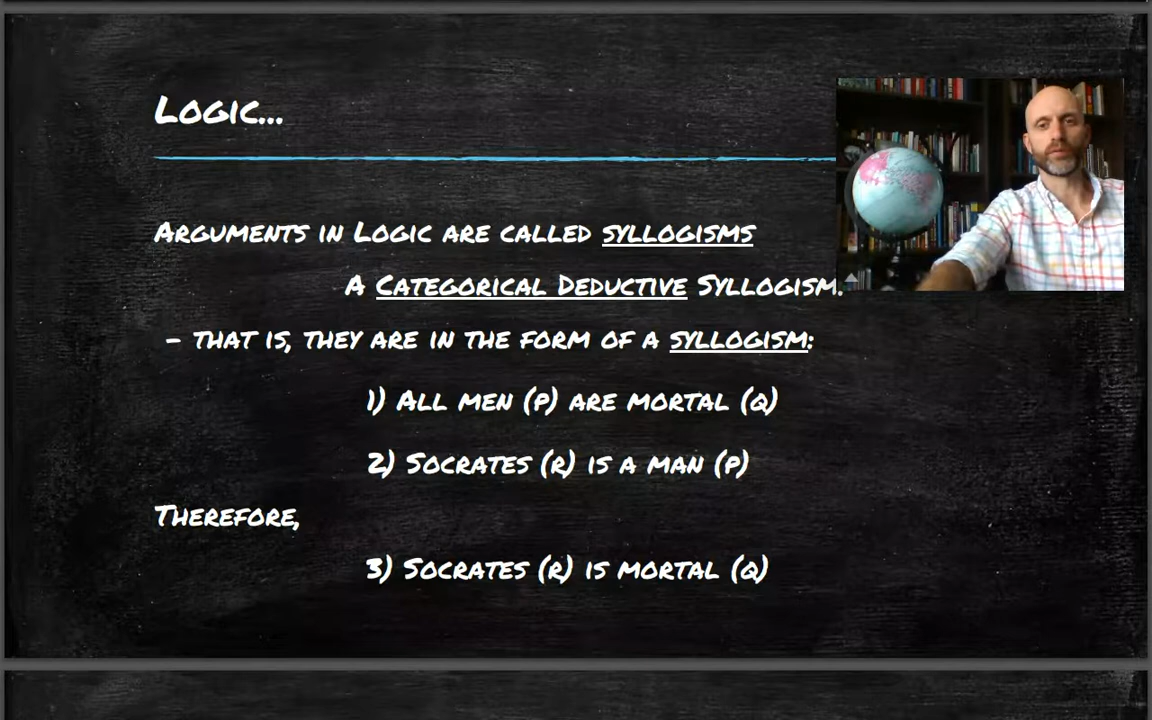 Logic...
Arguments in Logic are called syllogisms
A Categorical Deductive Syllogism.
- that is, they are in the form of a syllogism:
1) All men (p) are mortal (q)
2) Socrates (r) is a man (p)
Therefore,
3) Socrates (r) is mortal (q)